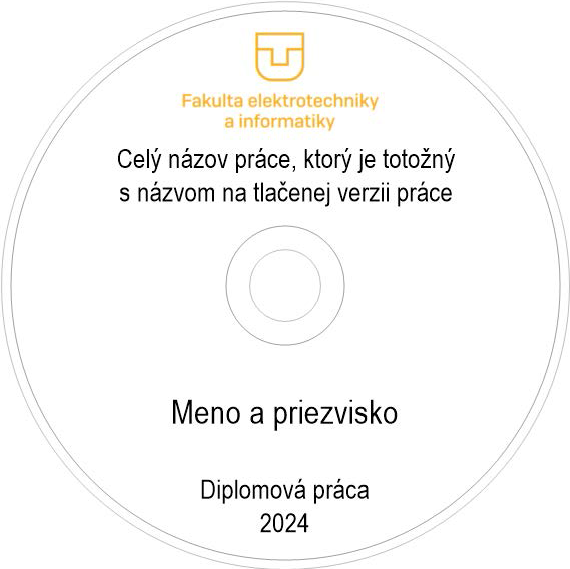 Fakulta elektrotechniky
a informatiky
Celý názov práce, ktorý je totožný
s názvom na tlačenej verzii práce
Meno a priezvisko
Diplomová práca
2024